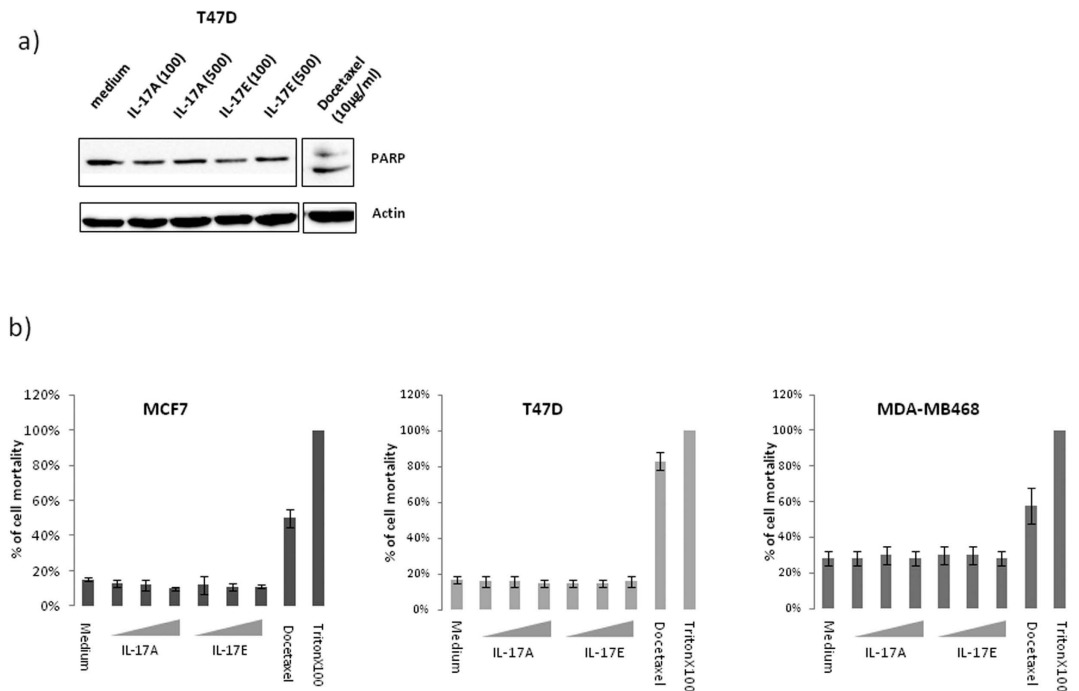 T47D
a)
medium
IL-17A(100)
IL-17A(500)
IL-17E(100)
IL-17E(500)
Docetaxel
(10µg/ml)
PARP
Actin
b)
MCF7
% of cell mortality
120%
100%
80%
60%
40%
20%
0%
Medium
IL-17A
IL-17E
Docetaxel
TritonX100
T47D
% of cell mortality
120%
100%
80%
60%
40%
20%
0%
Medium
IL-17A
IL-17E
Docetaxel
TritonX100
MDA-MB468
% of cell mortality
120%
100%
80%
60%
40%
20%
0%
Medium
IL-17A
IL-17E
Docetaxel
TritonX100